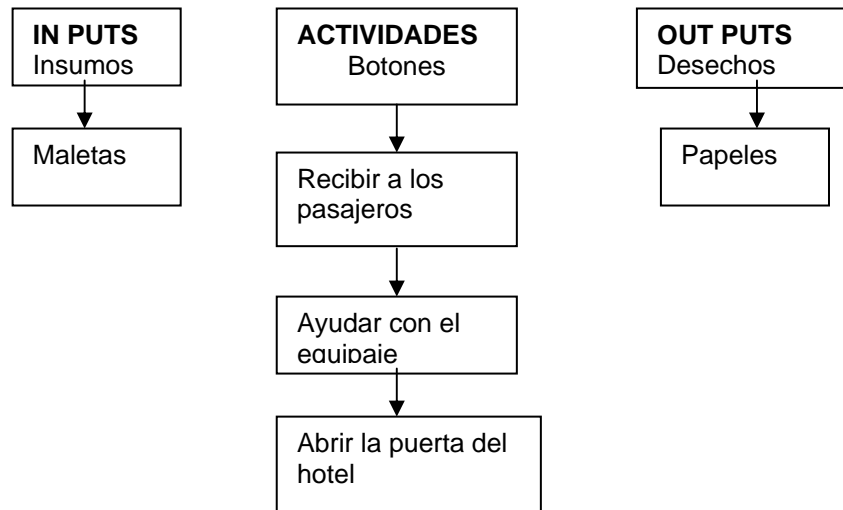 IN PUTS
Insumos
Maletas
ACTIVIDADES
Botones
Recibir a los
pasajeros
Ayudar con el
equipaje
Abrir la puerta del
hotel
OUT PUTS
Desechos
Papeles